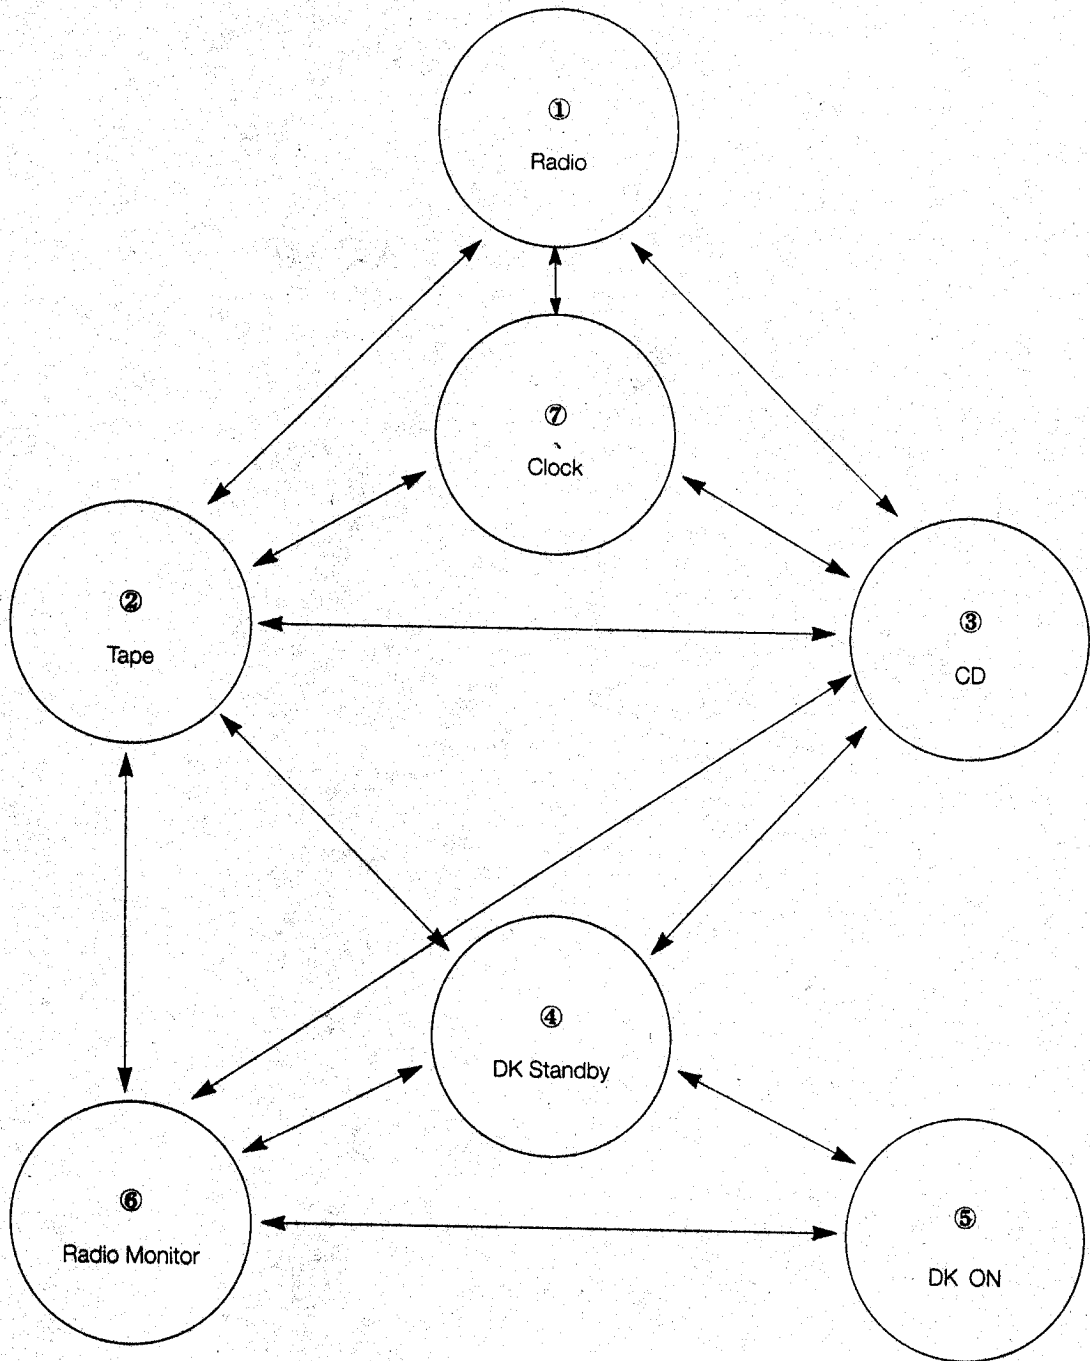 ①
Radio
⑦
Clock
②
Tape
③
CD
④
DK Standby
⑥
Radio Monitor
⑤
DK ON